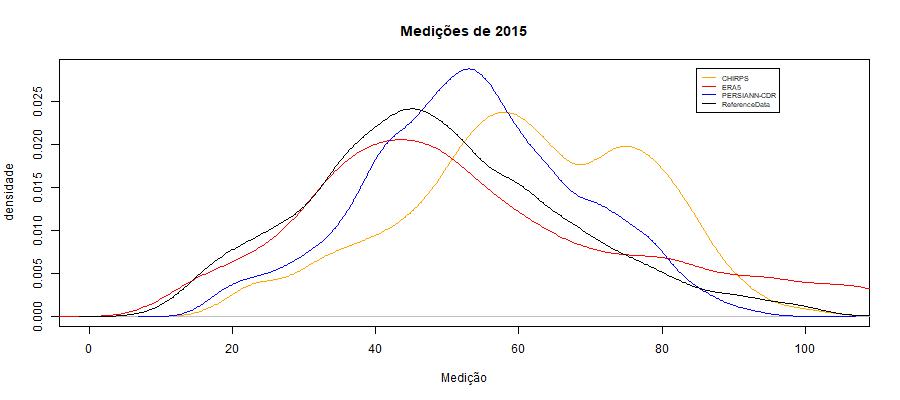 Medições de 2015
densidade
0.025
0.020
0.015
0.010
0.005
0.000
CHIRPS
ERA5
PERSIANN-CDR
ReferenceData
0 20 40 60 80 100
Medição